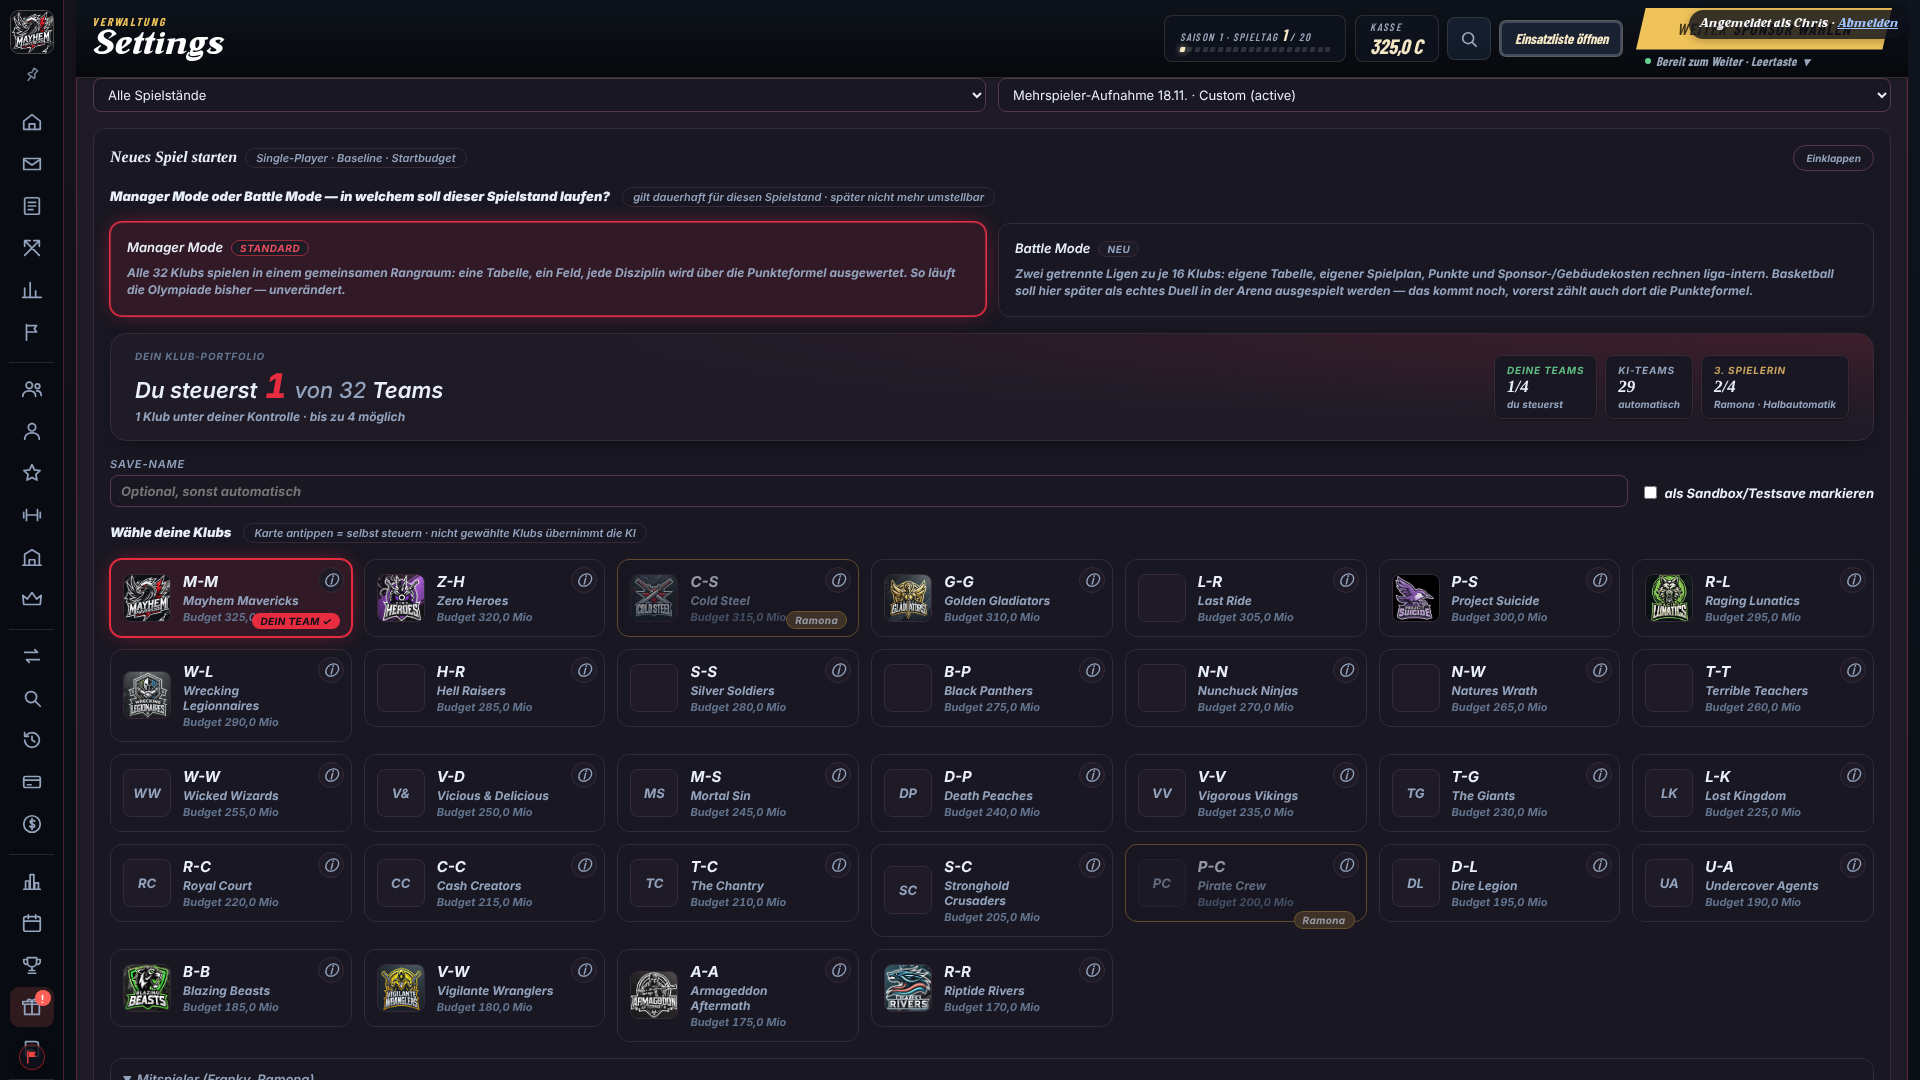 VERWALTUNG
Settings
SAISON 1 · SPIELTAG 1 / 20
KASSE
325,0 C
Einsatzliste öffnen
Angemeldet als Chris · Abmelden
Bereit zum Weiter · Leertaste ▼
Alle Spielstände
Mehrspieler-Aufnahme 18.11. · Custom (active)
Neues Spiel starten
Single-Player · Baseline · Startbudget
Einklappen
Manager Mode oder Battle Mode — in welchem soll dieser Spielstand laufen?
gilt dauerhaft für diesen Spielstand · später nicht mehr umstellbar
Manager Mode STANDARD
Alle 32 Klubs spielen in einem gemeinsamen Rangraum: eine Tabelle, ein Feld, jede Disziplin wird über die Punkteformel ausgewertet. So läuft
die Olympiade bisher — unverändert.
Battle Mode NEU
Zwei getrennte Ligen zu je 16 Klubs: eigene Tabelle, eigener Spielplan, Punkte und Sponsor-/Gebäudekosten rechnen liga-intern. Basketball
soll hier später als echtes Duell in der Arena ausgespielt werden — das kommt noch, vorerst zählt auch dort die Punkteformel.
DEIN KLUB-PORTFOLIO
Du steuerst 1 von 32 Teams
1 Klub unter deiner Kontrolle · bis zu 4 möglich
DEINE TEAMS
1/4
du steuerst
KI-TEAMS
29
automatisch
3. SPIELERIN
2/4
Ramona · Halbautomatik
SAVE-NAME
Optional, sonst automatisch
als Sandbox/Testsave markieren
Wähle deine Klubs
Karte antippen = selbst steuern · nicht gewählte Klubs übernimmt die KI
M-M
Mayhem Mavericks
Budget 325,0
DEIN TEAM ✓
Z-H
Zero Heroes
Budget 320,0 Mio
C-S
Cold Steel
Budget 315,0 Mio
Ramona
G-G
Golden Gladiators
Budget 310,0 Mio
L-R
Last Ride
Budget 305,0 Mio
P-S
Project Suicide
Budget 300,0 Mio
R-L
Raging Lunatics
Budget 295,0 Mio
W-L
Wrecking
Legionnaires
Budget 290,0 Mio
H-R
Hell Raisers
Budget 285,0 Mio
S-S
Silver Soldiers
Budget 280,0 Mio
B-P
Black Panthers
Budget 275,0 Mio
N-N
Nunchuck Ninjas
Budget 270,0 Mio
N-W
Natures Wrath
Budget 265,0 Mio
T-T
Terrible Teachers
Budget 260,0 Mio
WW
W-W
Wicked Wizards
Budget 255,0 Mio
V&
V-D
Vicious & Delicious
Budget 250,0 Mio
MS
M-S
Mortal Sin
Budget 245,0 Mio
DP
D-P
Death Peaches
Budget 240,0 Mio
VV
V-V
Vigorous Vikings
Budget 235,0 Mio
TG
T-G
The Giants
Budget 230,0 Mio
LK
L-K
Lost Kingdom
Budget 225,0 Mio
RC
R-C
Royal Court
Budget 220,0 Mio
CC
C-C
Cash Creators
Budget 215,0 Mio
TC
T-C
The Chantry
Budget 210,0 Mio
SC
S-C
Stronghold
Crusaders
Budget 205,0 Mio
PC
P-C
Pirate Crew
Budget 200,0 Mio
Ramona
DL
D-L
Dire Legion
Budget 195,0 Mio
UA
U-A
Undercover Agents
Budget 190,0 Mio
B-B
Blazing Beasts
Budget 185,0 Mio
V-W
Vigilante Wranglers
Budget 180,0 Mio
A-A
Armageddon
Aftermath
Budget 175,0 Mio
R-R
Riptide Rivers
Budget 170,0 Mio
▼ Mitspieler (Franky, Ramona)